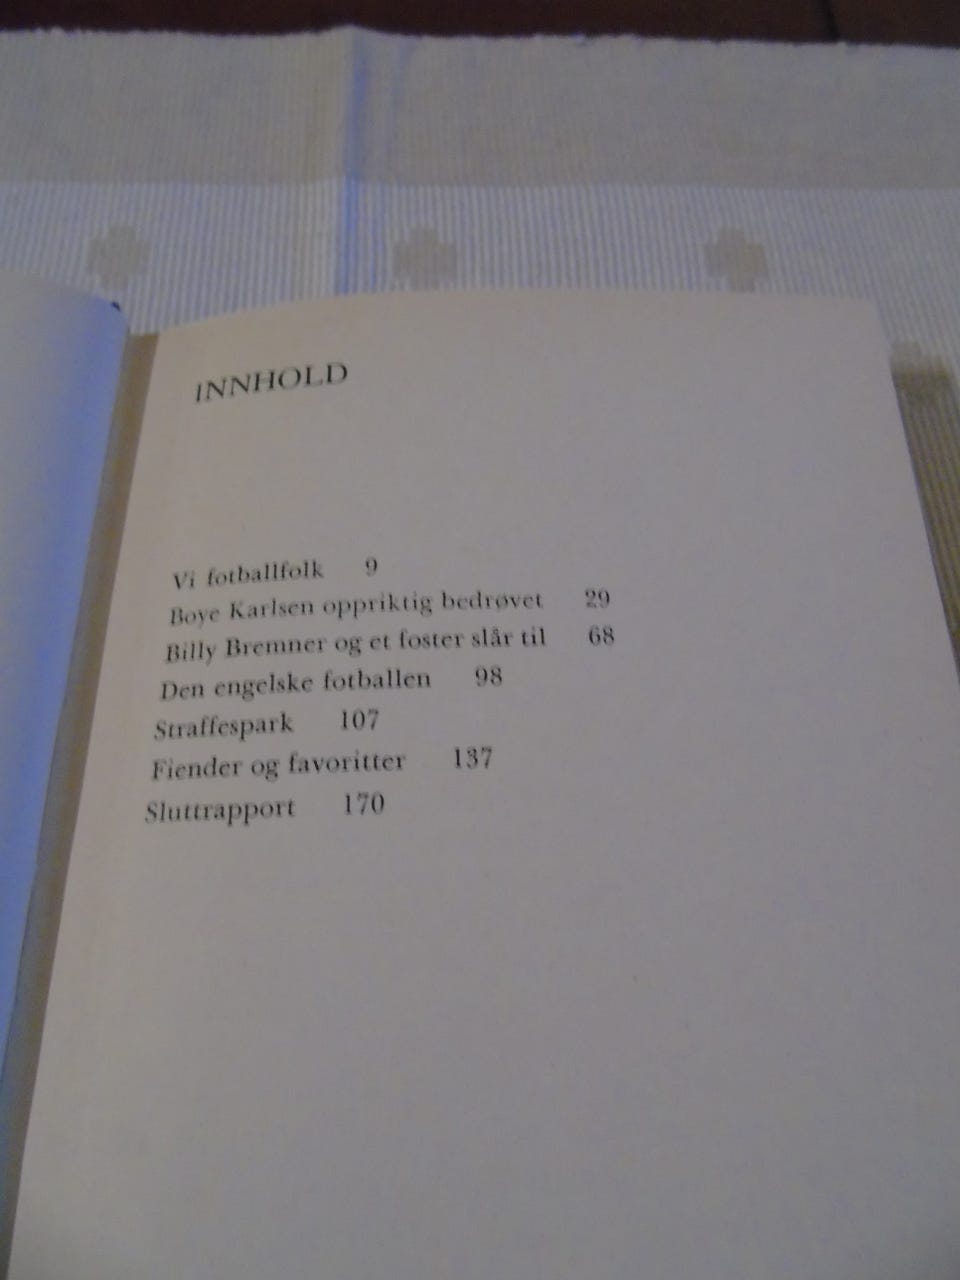 INNHOLD
Vi fotballfolk 9
Boye Karlsen oppriktig bedrøvet 29
Billy Bremner og et foster slår til 68
Den engelske fotballen 98
Straffespark 107
Fiender og favoritter 137
Sluttrapport 170